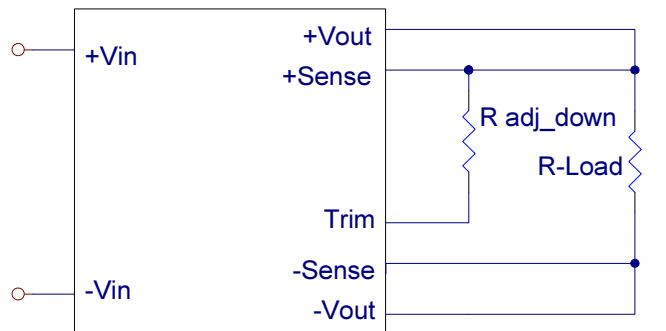 +Vout
+Vin
+Sense
R adj_down
R-Load
Trim
-Sense
-Vin
-Vout